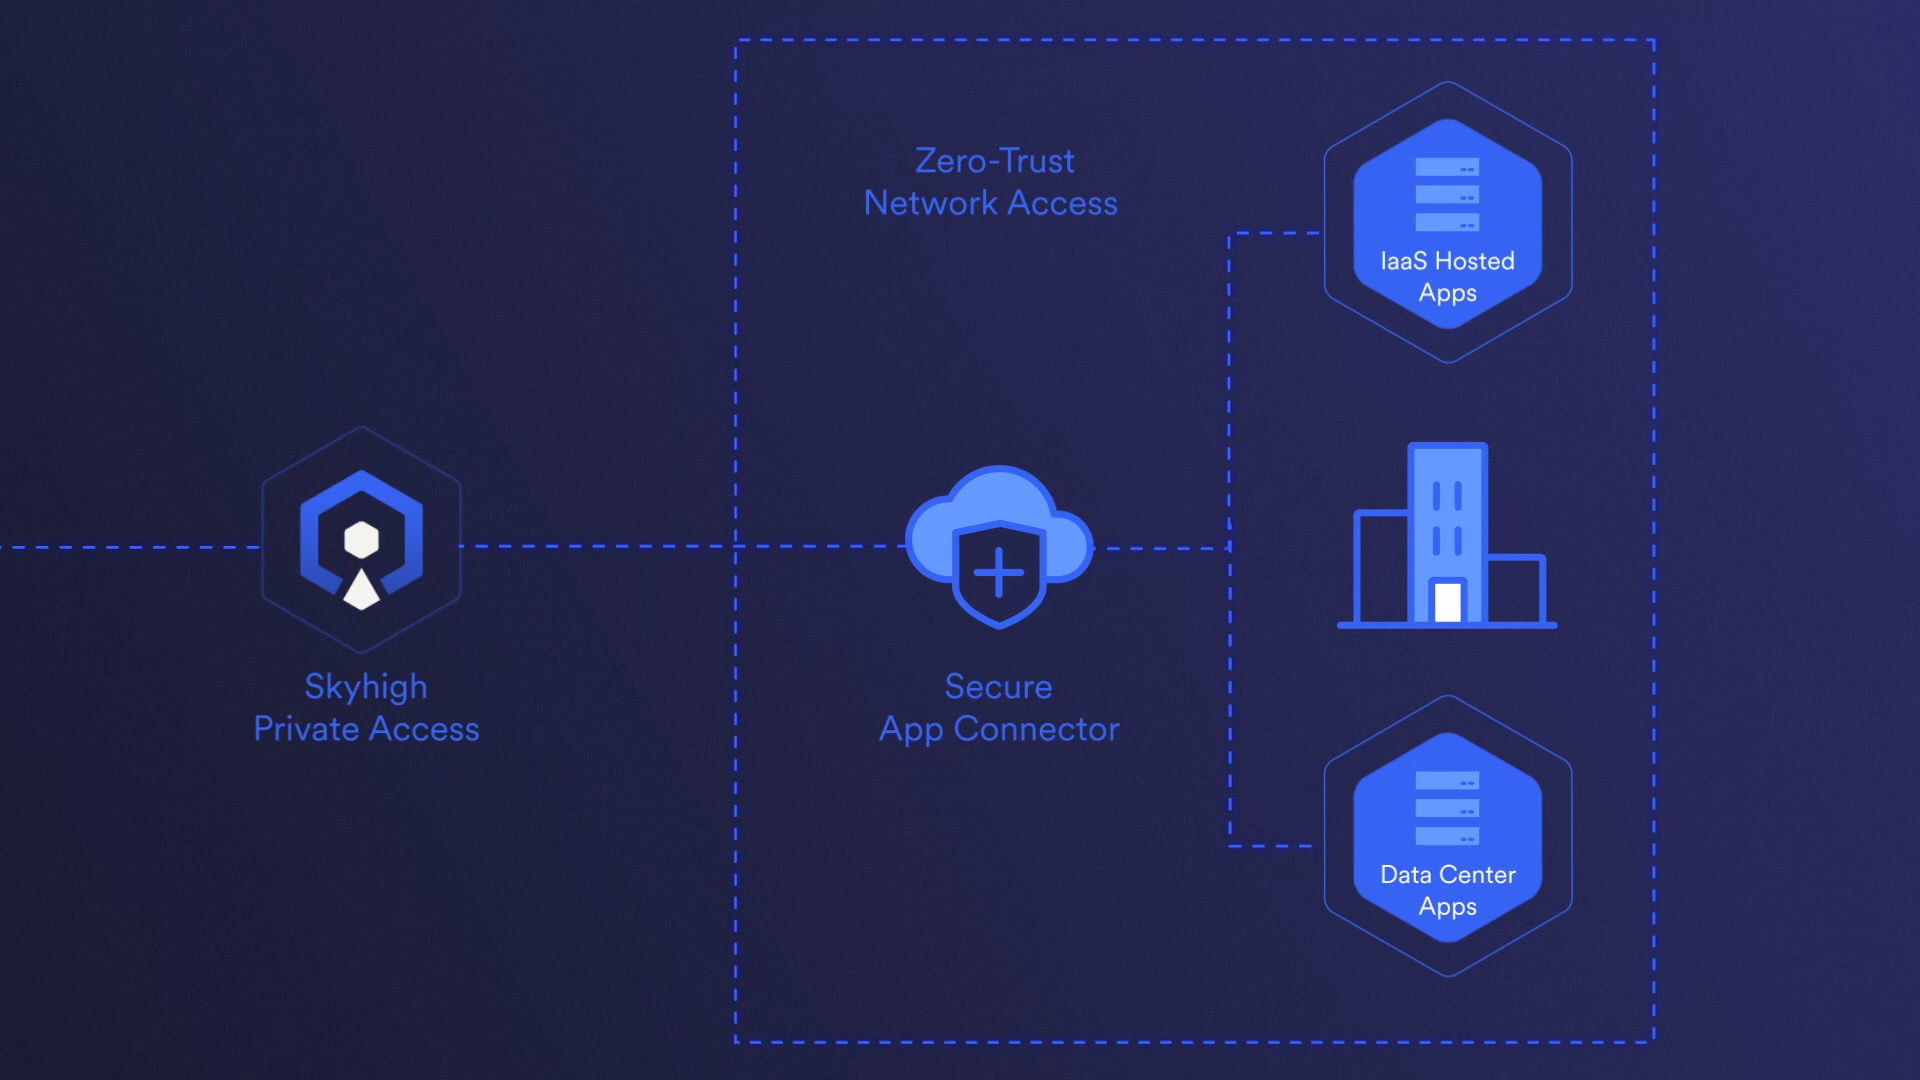 Zero-Trust
Network Access
IaaS Hosted
Apps
Skyhigh
Private Access
Secure
App Connector
Data Center
Apps